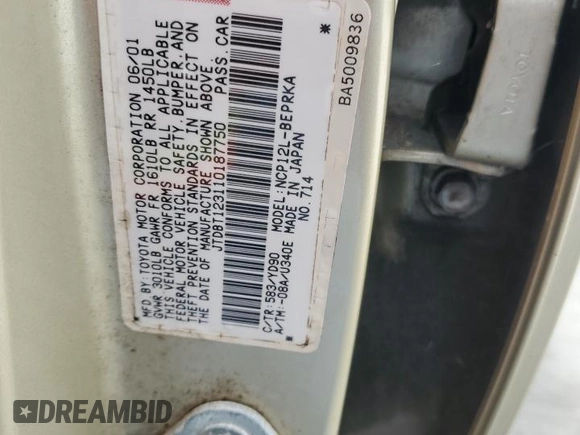 MFD.BY:TOYOTA MOTOR CORPORATION 06/01
GVWR 3010LB GAWR FR 1610LB RR 1450LB
THIS VEHICLE CONFORMS TO ALL APPLICABLE
FEDERAL MOTOR VEHICLE SAFETY,BUMPER,AND
THEFT PREVENTION STANDARDS IN EFFECT ON
THE DATE OF MANUFACTURE SHOWN ABOVE.
JTDBT123110187750 PASS.CAR
C/TR:583/YD90 MODEL:NCP12L-BEPRKA
A/TM:-08A/U340E MADE IN JAPAN
NO.714
BA5009836
TOYOTA
DREAMBID